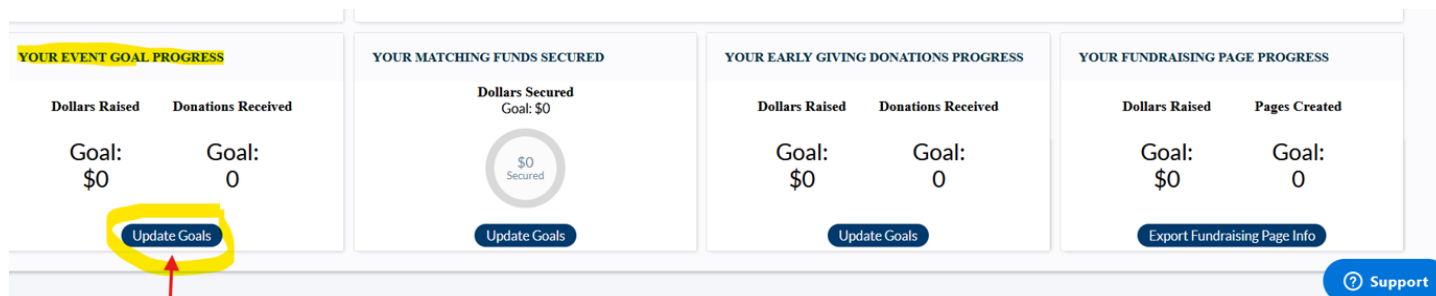 YOUR EVENT GOAL PROGRESS
Dollars Raised Donations Received
Goal: Goal:
$0 0
Update Goals
YOUR MATCHING FUNDS SECURED
Dollars Secured
Goal: $0
$0
Secured
Update Goals
YOUR EARLY GIVING DONATIONS PROGRESS
Dollars Raised Donations Received
Goal: Goal:
$0 0
Update Goals
YOUR FUNDRAISING PAGE PROGRESS
Dollars Raised Pages Created
Goal: Goal:
$0 0
Export Fundraising Page Info
Support